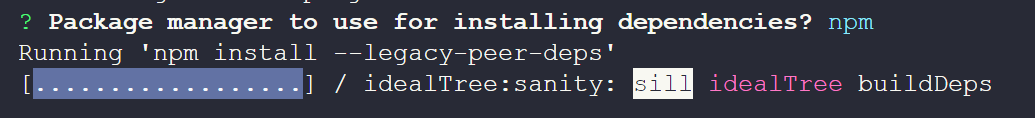 ? Package manager to use for installing dependencies? npm
Running 'npm install --legacy-peer-deps'
[..................] / idealTree:sanity: sill idealTree buildDeps